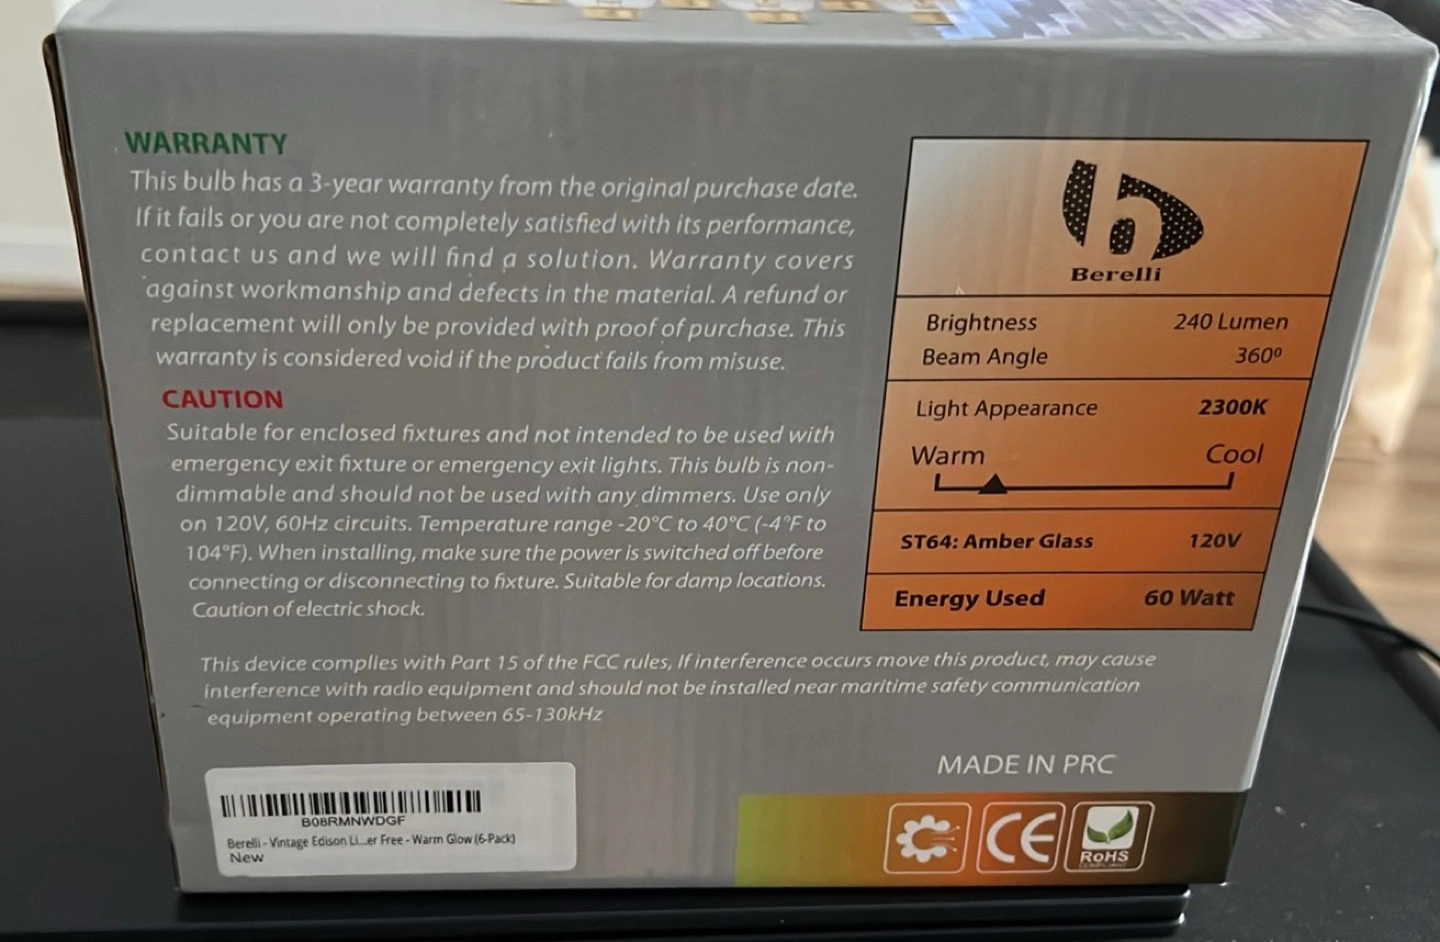 WARRANTY
This bulb has a 3-year warranty from the original purchase date.
If it fails or you are not completely satisfied with its performance,
contact us and we will find a solution. Warranty covers
against workmanship and defects in the material. A refund or
replacement will only be provided with proof of purchase. This
warranty is considered void if the product fails from misuse.
CAUTION
Suitable for enclosed fixtures and not intended to be used with
emergency exit fixture or emergency exit lights. This bulb is non-
dimmable and should not be used with any dimmers. Use only
on 120V, 60Hz circuits. Temperature range -20°C to 40°C (-4°F to
104°F). When installing, make sure the power is switched off before
connecting or disconnecting to fixture. Suitable for damp locations.
Caution of electric shock.
Berelli
Brightness 240 Lumen
Beam Angle 360º
Light Appearance 2300K
Warm Cool
ST64: Amber Glass 120V
Energy Used 60 Watt
This device complies with Part 15 of the FCC rules, If interference occurs move this product, may cause
interference with radio equipment and should not be installed near maritime safety communication
equipment operating between 65-130kHz
MADE IN PRC
B08RMNWDGF
Berelli - Vintage Edison Li...er Free - Warm Glow (6-Pack)
New
CE
RoHS
COMPLIANT